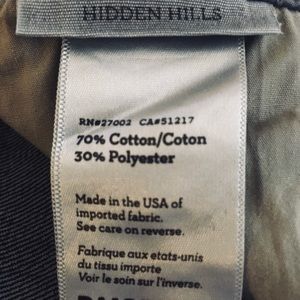 HIDDEN HILLS
RN#27002 CA#51217
70% Cotton/Coton
30% Polyester
Made in the USA of
imported fabric.
See care on reverse.
Fabrique aux etats-unis
du tissu importe
Voir le soin sur l'inverse.